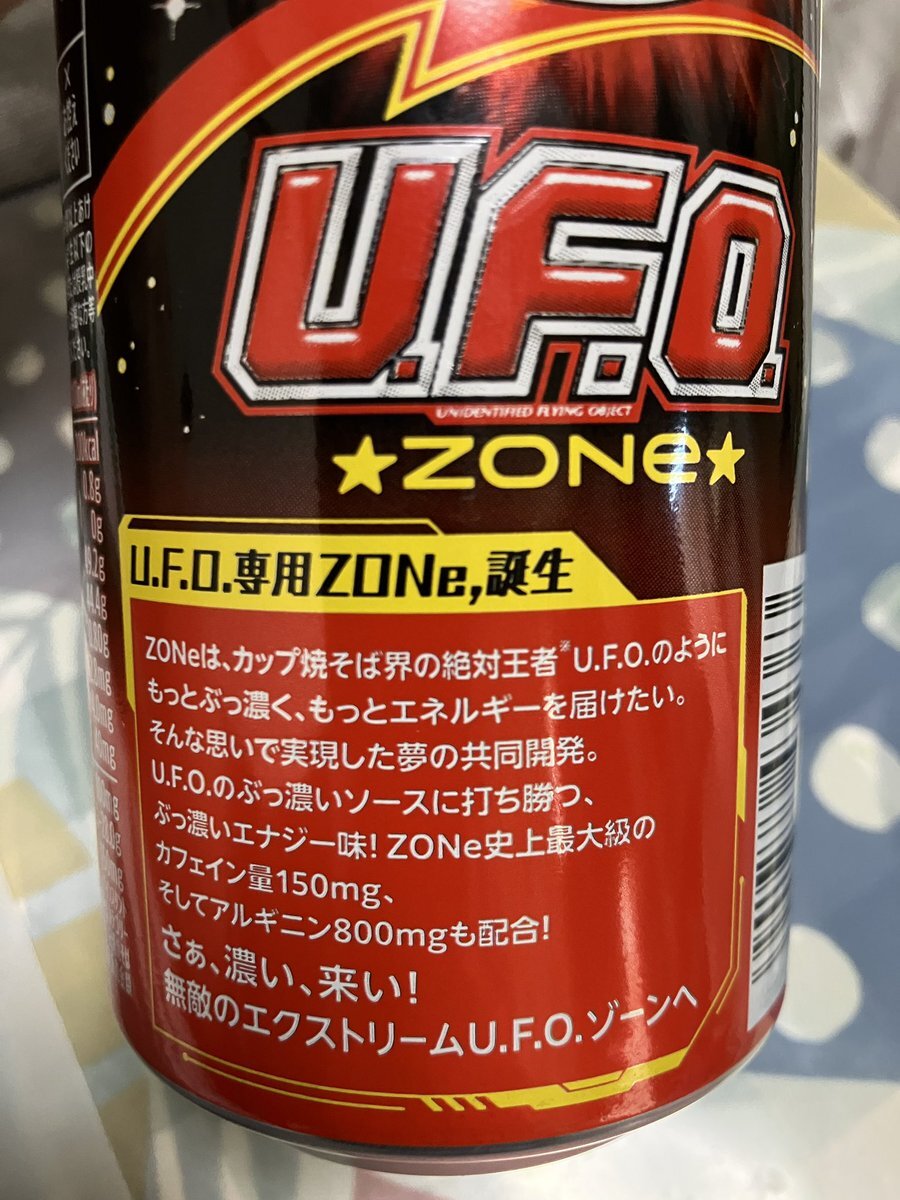 U.F.O.
UNIDENTIFIED FLYING OBJECT
★ZONe★
U.F.O.専用ZONe,誕生
ZONeは、カップ焼そば界の絶対王者※U.F.O.のように
もっとぶっ濃く、もっとエネルギーを届けたい。
そんな思いで実現した夢の共同開発。
U.F.O.のぶっ濃いソースに打ち勝つ、
ぶっ濃いエナジー味！ZONe史上最大級の
カフェイン量150mg、
そしてアルギニン800mgも配合！
さぁ、濃い、来い！
無敵のエクストリームU.F.O.ゾーンへ